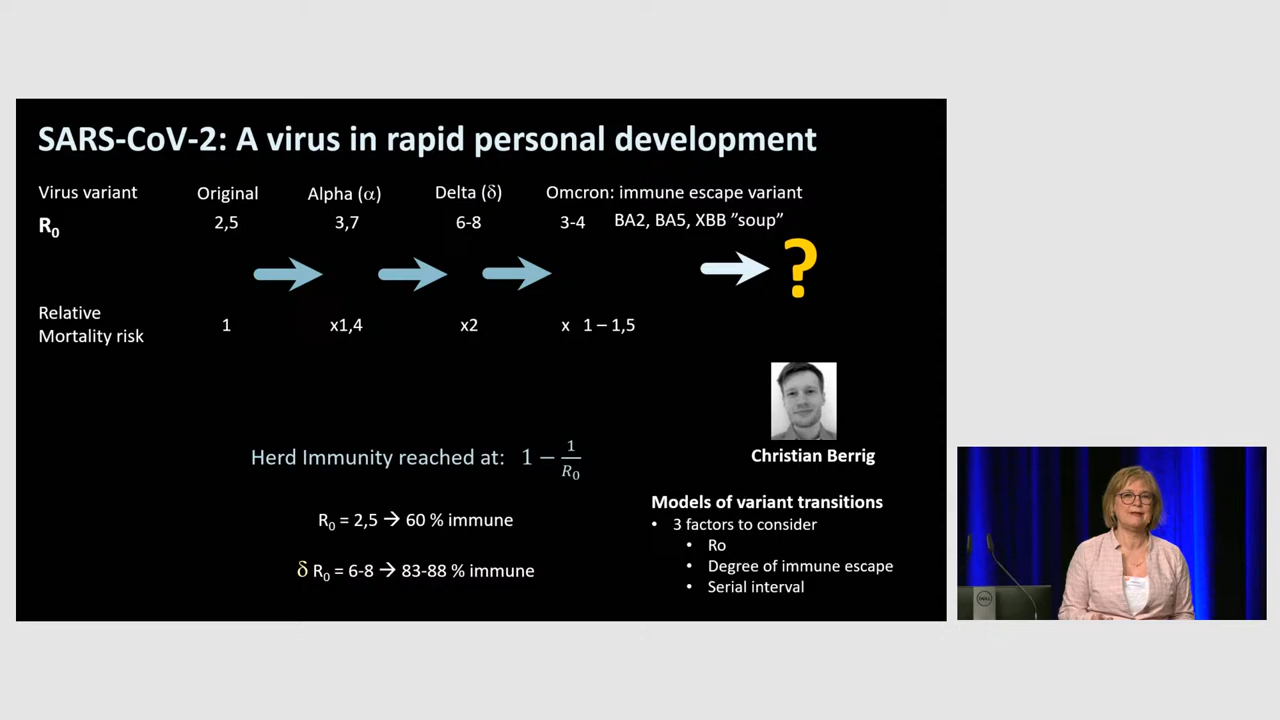 SARS-CoV-2: A virus in rapid personal development
Virus variant Original Alpha (α) Delta (δ) Omcron: immune escape variant
R0 2,5 3,7 6-8 3-4 BA2, BA5, XBB ”soup”
?
Relative
Mortality risk 1 x1,4 x2 x 1 – 1,5
Herd Immunity reached at: 1 − 1/R0
R0 = 2,5 → 60 % immune
δ R0 = 6-8 → 83-88 % immune
Christian Berrig
Models of variant transitions
• 3 factors to consider
• Ro
• Degree of immune escape
• Serial interval
DELL